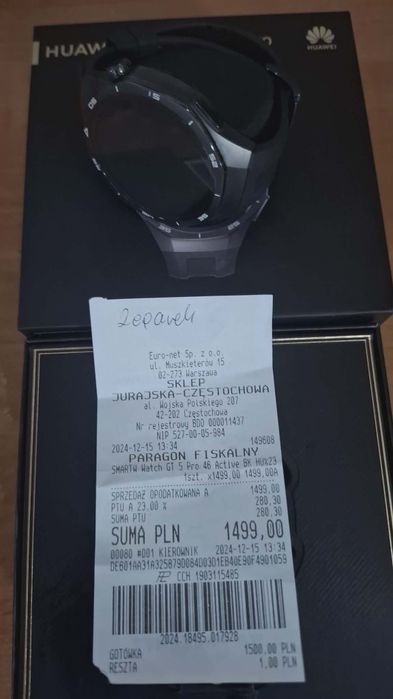 HUAWEI
HUAWEI
Zegarek
Euro-net Sp. z o.o.
ul. Muszkieterów 15
02-273 Warszawa
SKLEP
JURAJSKA-CZĘSTOCHOWA
al. Wojska Polskiego 207
42-202 Częstochowa
Nr rejestrowy BDO 000011437
NIP 527-00-05-984
2024-12-15 13:34 149608
PARAGON FISKALNY
SMARTW Watch GT 5 Pro 46 Active BK HU%23
1szt. x1499,00 1499,00A
SPRZEDAŻ OPODATKOWANA A 1499,00
PTU A 23.00 % 280,30
SUMA PTU 280,30
SUMA PLN 1499,00
00080 #001 KIEROWNIK 2024-12-15 13:34
CCH 1903115485
2024.18495.017928
GOTÓWKA 1500,00 PLN
RESZTA 1,00 PLN